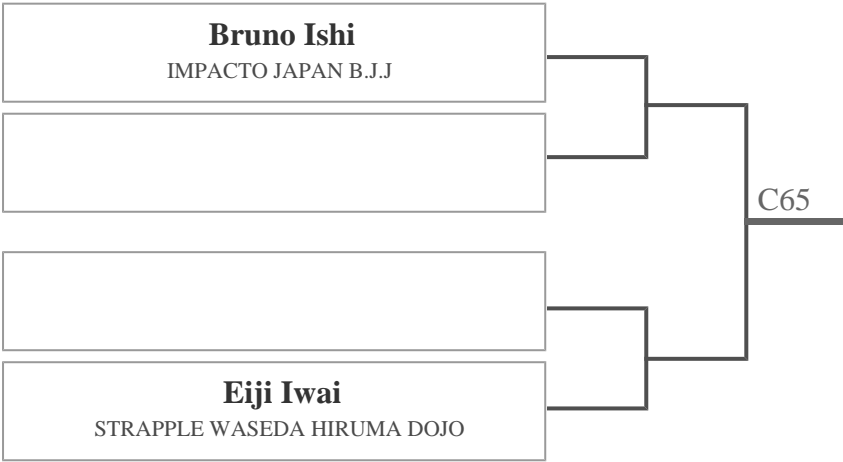 Bruno Ishi
IMPACTO JAPAN B.J.J
C65
Eiji Iwai
STRAPPLE WASEDA HIRUMA DOJO